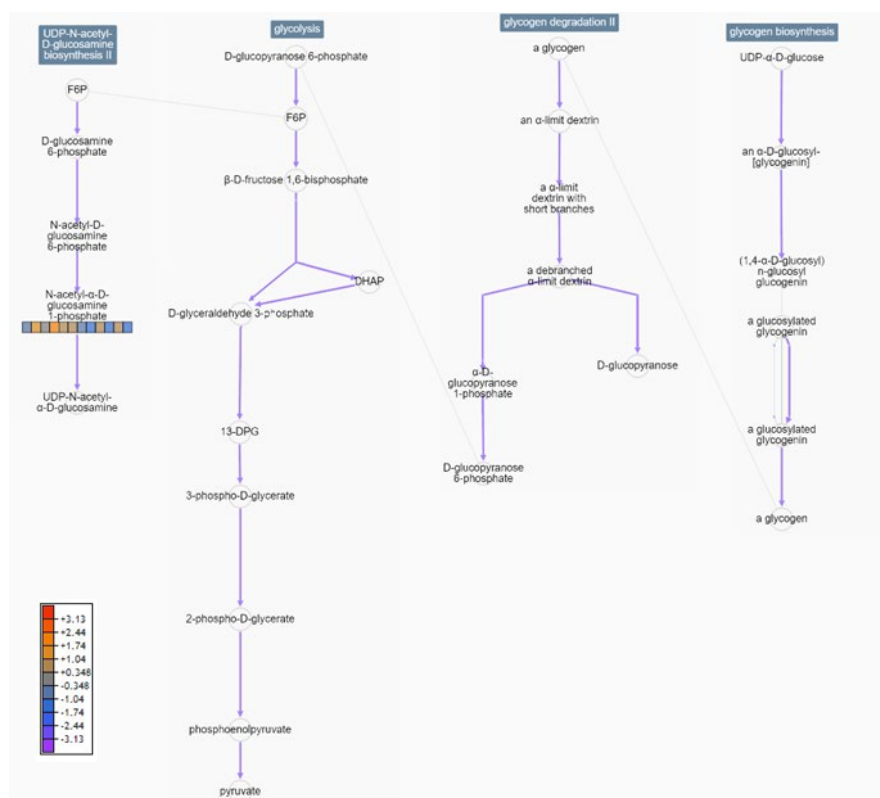 UDP-N-acetyl-
D-glucosamine
biosynthesis II
F6P
D-glucosamine
6-phosphate
N-acetyl-D-
glucosamine
6-phosphate
N-acetyl-α-D-
glucosamine
1-phosphate
UDP-N-acetyl-
α-D-glucosamine
glycolysis
D-glucopyranose 6-phosphate
F6P
β-D-fructose 1,6-bisphosphate
DHAP
D-glyceraldehyde 3-phosphate
13-DPG
3-phospho-D-glycerate
2-phospho-D-glycerate
phosphoenolpyruvate
pyruvate
glycogen degradation II
a glycogen
an α-limit dextrin
a α-limit
dextrin with
short branches
a debranched
α-limit dextrin
α-D-
glucopyranose
1-phosphate
D-glucopyranose
D-glucopyranose
6-phosphate
glycogen biosynthesis
UDP-α-D-glucose
an α-D-glucosyl-
[glycogenin]
(1,4-α-D-glucosyl)
n-glucosyl
glucogenin
a glucosylated
glycogenin
a glucosylated
glycogenin
a glycogen
+3.13
+2.44
+1.74
+1.04
+0.348
-0.348
-1.04
-1.74
-2.44
-3.13